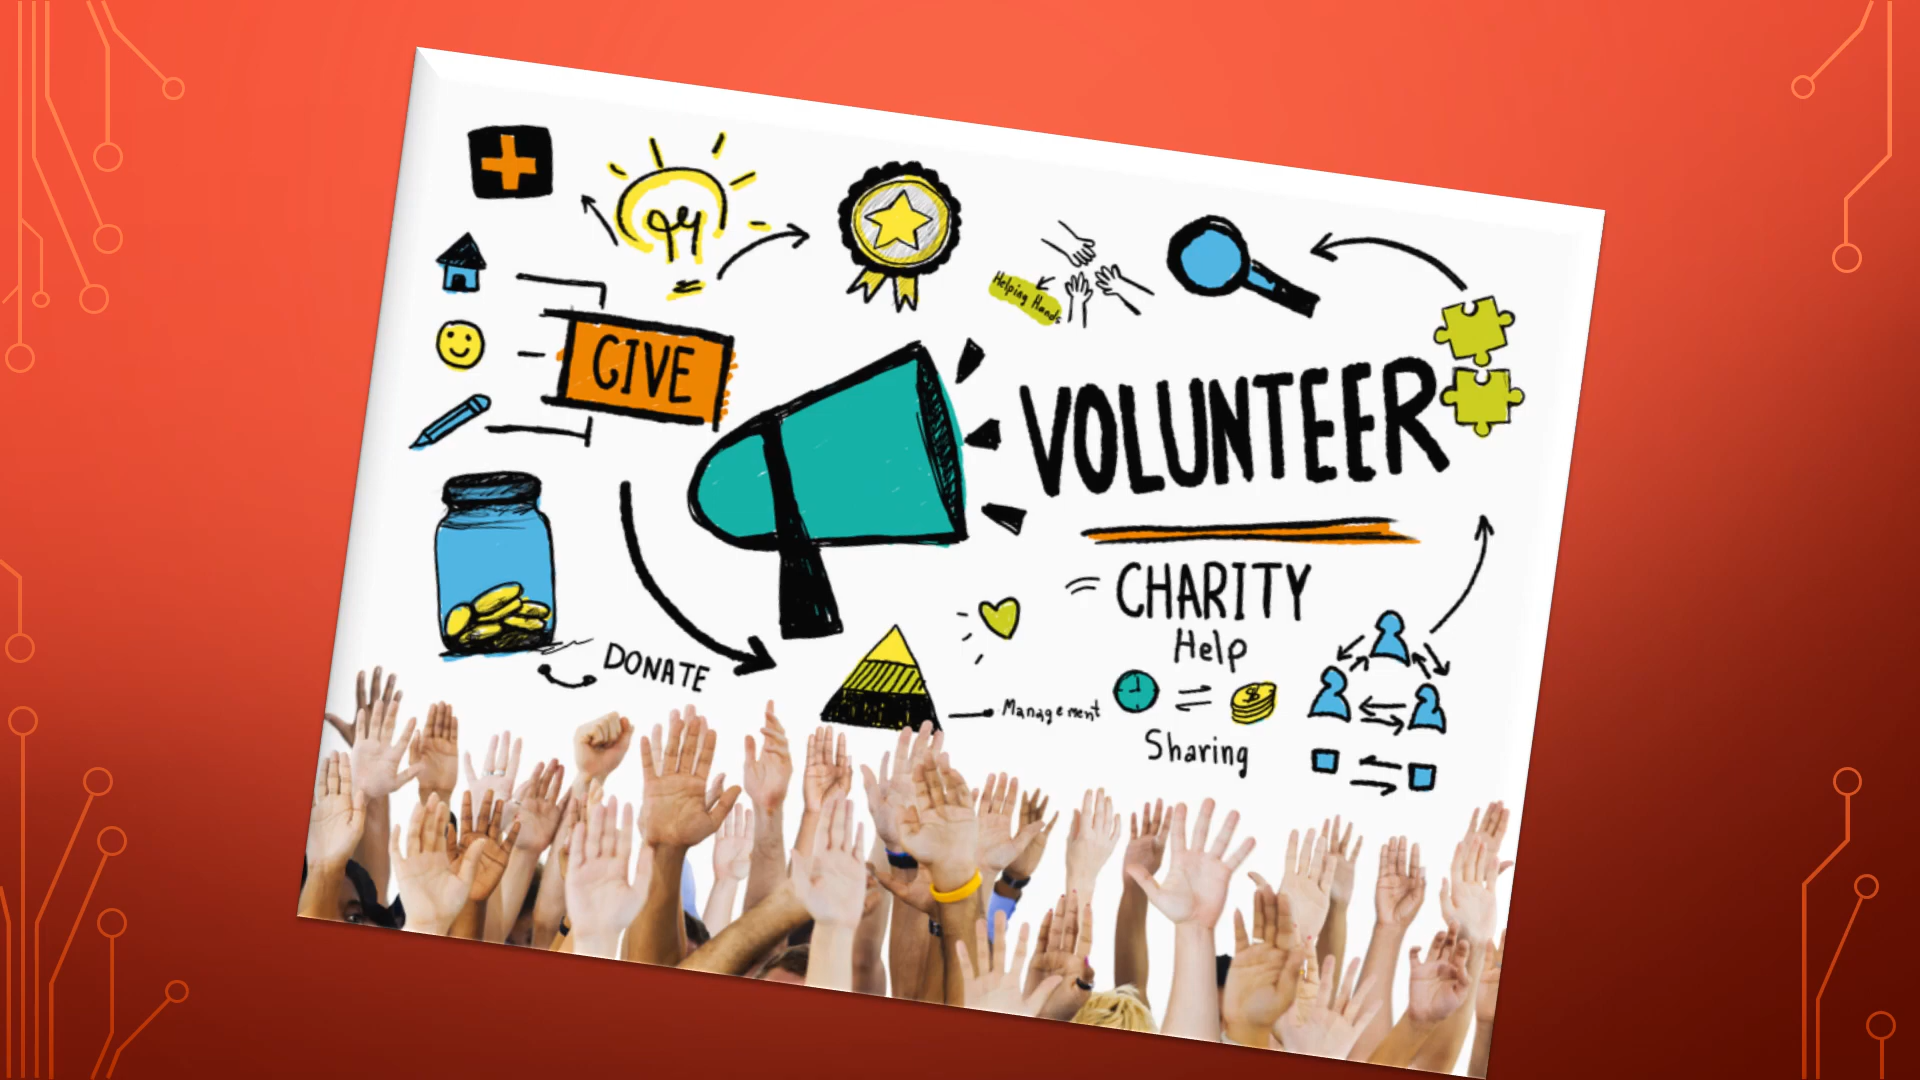 Helping Hands
GIVE
VOLUNTEER
CHARITY
Help
DONATE
Management
Sharing
$